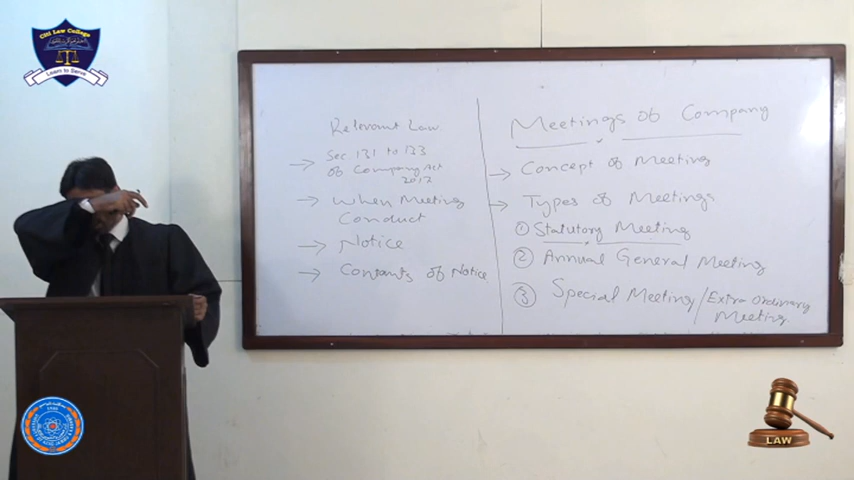 Citi Law College
Learn to Serve
Relevant Law
Sec 131 to 133
of Company Act
2017
→ When Meeting
Conduct
→ Notice
→ Contants of Notice
Meetings of Company
→ Concept of Meeting
→ Types of Meetings
① Statutory Meeting
② Annual General Meeting
③ Special Meeting / Extra Ordinary
Meeting
LAW